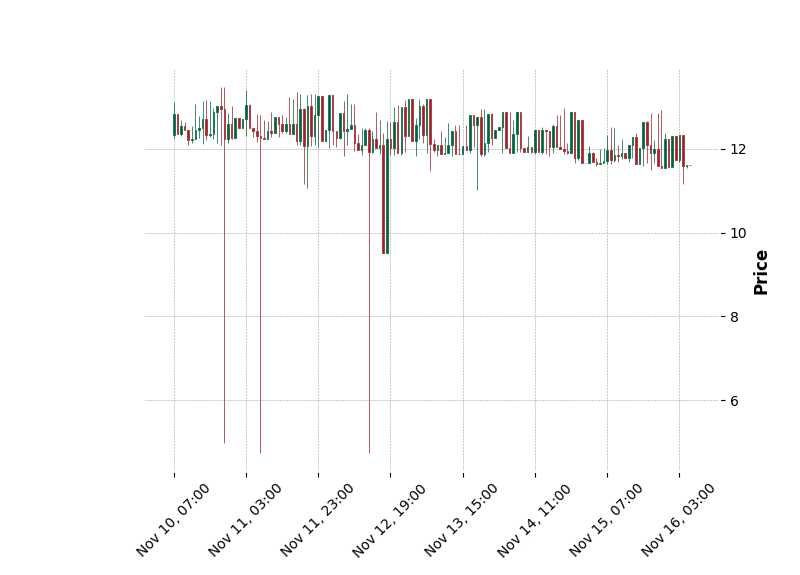 12
10
8
6
Price
Nov 10, 07:00
Nov 11, 03:00
Nov 11, 23:00
Nov 12, 19:00
Nov 13, 15:00
Nov 14, 11:00
Nov 15, 07:00
Nov 16, 03:00